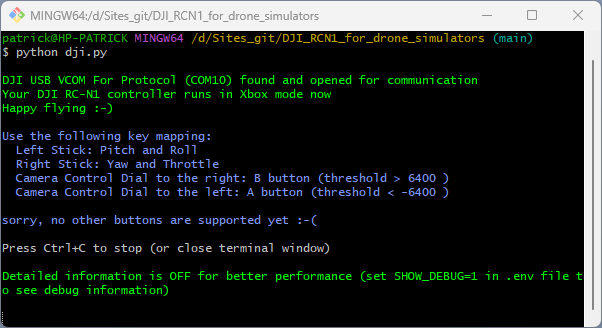 MINGW64:/d/Sites_git/DJI_RCN1_for_drone_simulators
patrick@HP-PATRICK MINGW64 /d/Sites_git/DJI_RCN1_for_drone_simulators (main)
$ python dji.py
DJI USB VCOM For Protocol (COM10) found and opened for communication
Your DJI RC-N1 controller runs in Xbox mode now
Happy flying :-)
Use the following key mapping:
Left Stick: Pitch and Roll
Right Stick: Yaw and Throttle
Camera Control Dial to the right: B button (threshold > 6400 )
Camera Control Dial to the left: A button (threshold < -6400 )
sorry, no other buttons are supported yet :-(
Press Ctrl+C to stop (or close terminal window)
Detailed information is OFF for better performance (set SHOW_DEBUG=1 in .env file t
o see debug information)